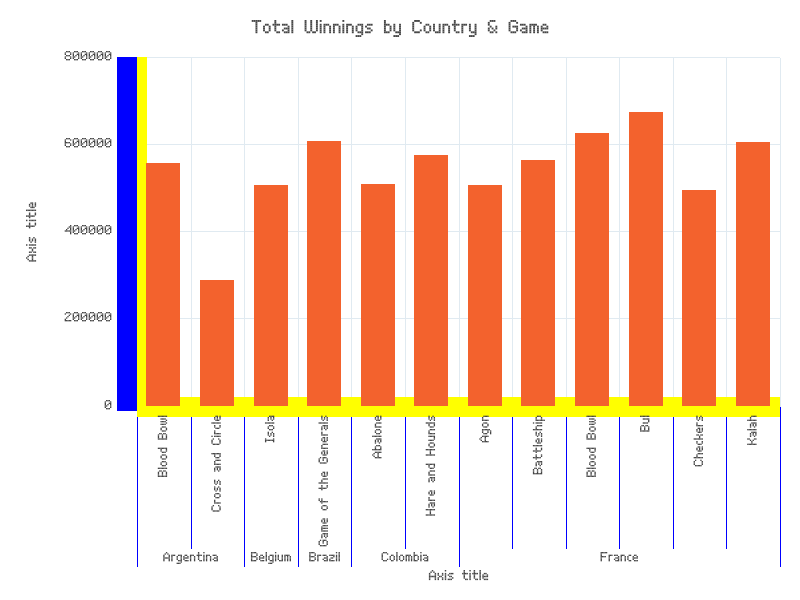 Total Winnings by Country & Game
800000
600000
400000
200000
0
Axis title
Blood Bowl
Cross and Circle
Isola
Game of the Generals
Abalone
Hare and Hounds
Agon
Battleship
Blood Bowl
Bul
Checkers
Kalah
Argentina
Belgium
Brazil
Colombia
France
Axis title